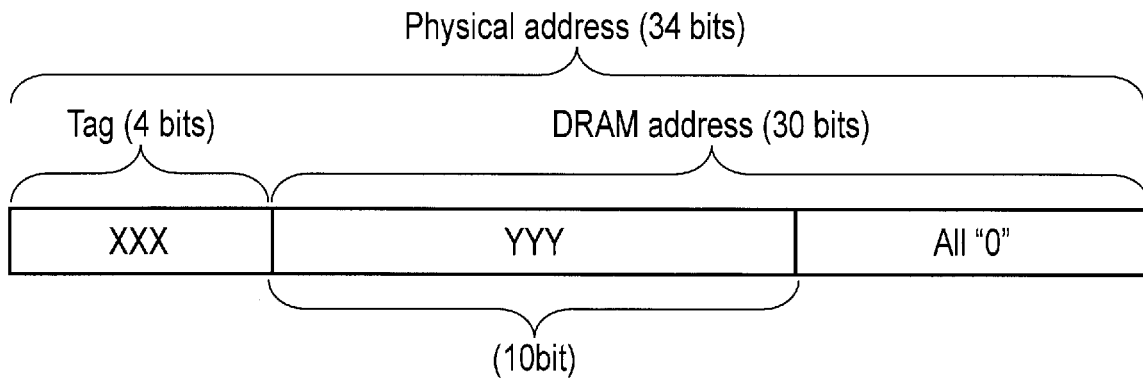 Physical address (34 bits)
Tag (4 bits) DRAM address (30 bits)
XXX YYY All “0”
(10bit)